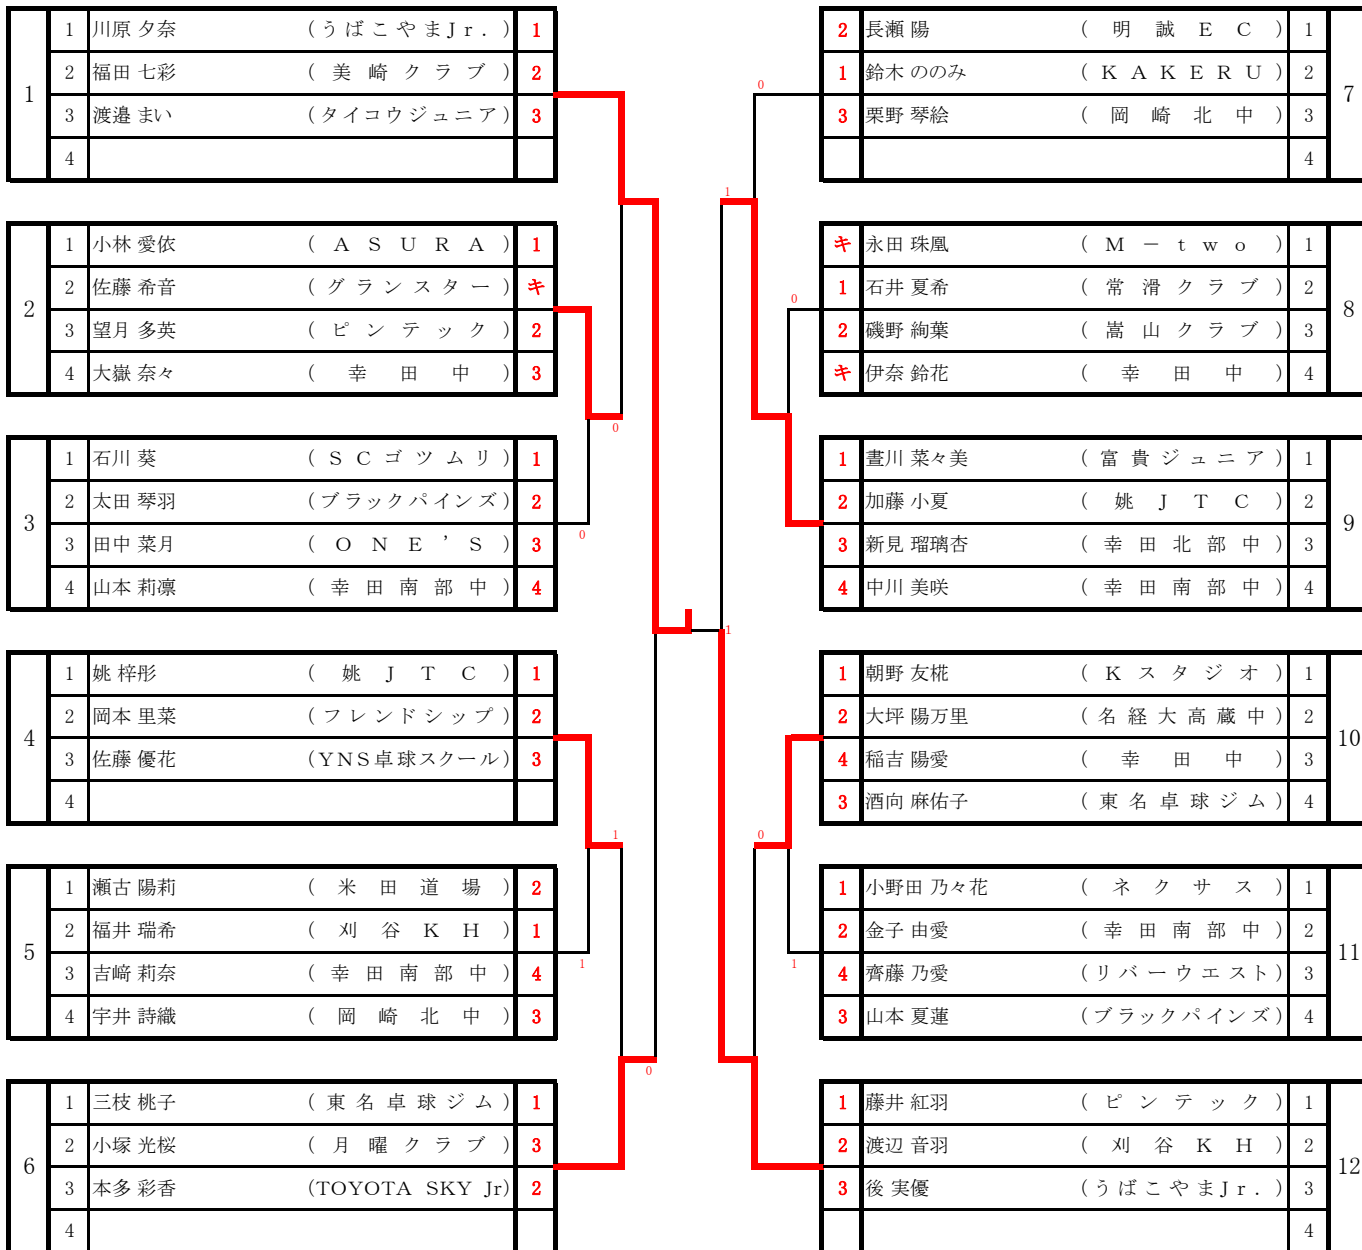 1
1 川原 夕奈 (うばこやまJr.) 1
2 福田 七彩 (美崎クラブ) 2
3 渡邉 まい (タイコウジュニア) 3
4
2
1 小林 愛依 (ASURA) 1
2 佐藤 希音 (グランスター) キ
3 望月 多英 (ピンテック) 2
4 大嶽 奈々 (幸田中) 3
3
1 石川 葵 (SCゴツムリ) 1
2 太田 琴羽 (ブラックパインズ) 2
3 田中 菜月 (ONE'S) 3
4 山本 莉凛 (幸田南部中) 4
4
1 姚 梓彤 (姚JTC) 1
2 岡本 里菜 (フレンドシップ) 2
3 佐藤 優花 (YNS卓球スクール) 3
4
5
1 瀬古 陽莉 (米田道場) 2
2 福井 瑞希 (刈谷KH) 1
3 吉﨑 莉奈 (幸田南部中) 4
4 宇井 詩織 (岡崎北中) 3
6
1 三枝 桃子 (東名卓球ジム) 1
2 小塚 光桜 (月曜クラブ) 3
3 本多 彩香 (TOYOTA SKY Jr) 2
4
0
0
1
1
0
0
1
0
1
0
1
7
2 長瀬 陽 (明誠EC) 1
1 鈴木 ののみ (KAKERU) 2
3 栗野 琴絵 (岡崎北中) 3
4
8
キ 永田 珠凰 (M-two) 1
1 石井 夏希 (常滑クラブ) 2
2 磯野 絢葉 (嵩山クラブ) 3
キ 伊奈 鈴花 (幸田中) 4
9
1 晝川 菜々美 (富貴ジュニア) 1
2 加藤 小夏 (姚JTC) 2
3 新見 瑠璃杏 (幸田北部中) 3
4 中川 美咲 (幸田南部中) 4
10
1 朝野 友椛 (Kスタジオ) 1
2 大坪 陽万里 (名経大高蔵中) 2
4 稲吉 陽愛 (幸田中) 3
3 酒向 麻佑子 (東名卓球ジム) 4
11
1 小野田 乃々花 (ネクサス) 1
2 金子 由愛 (幸田南部中) 2
4 齊藤 乃愛 (リバーウエスト) 3
3 山本 夏蓮 (ブラックパインズ) 4
12
1 藤井 紅羽 (ピンテック) 1
2 渡辺 音羽 (刈谷KH) 2
3 後 実優 (うばこやまJr.) 3
4